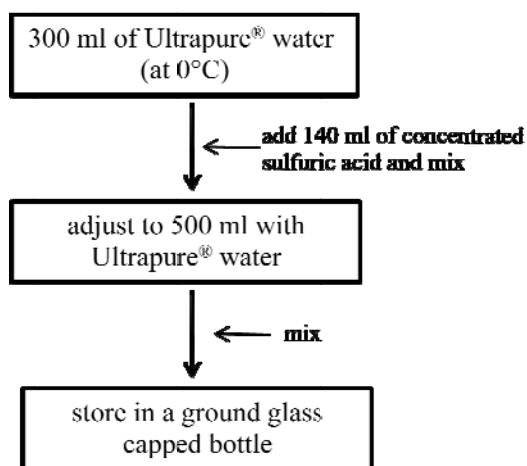 300 ml of Ultrapure® water
(at 0°C)
add 140 ml of concentrated
sulfuric acid and mix
adjust to 500 ml with
Ultrapure® water
mix
store in a ground glass
capped bottle